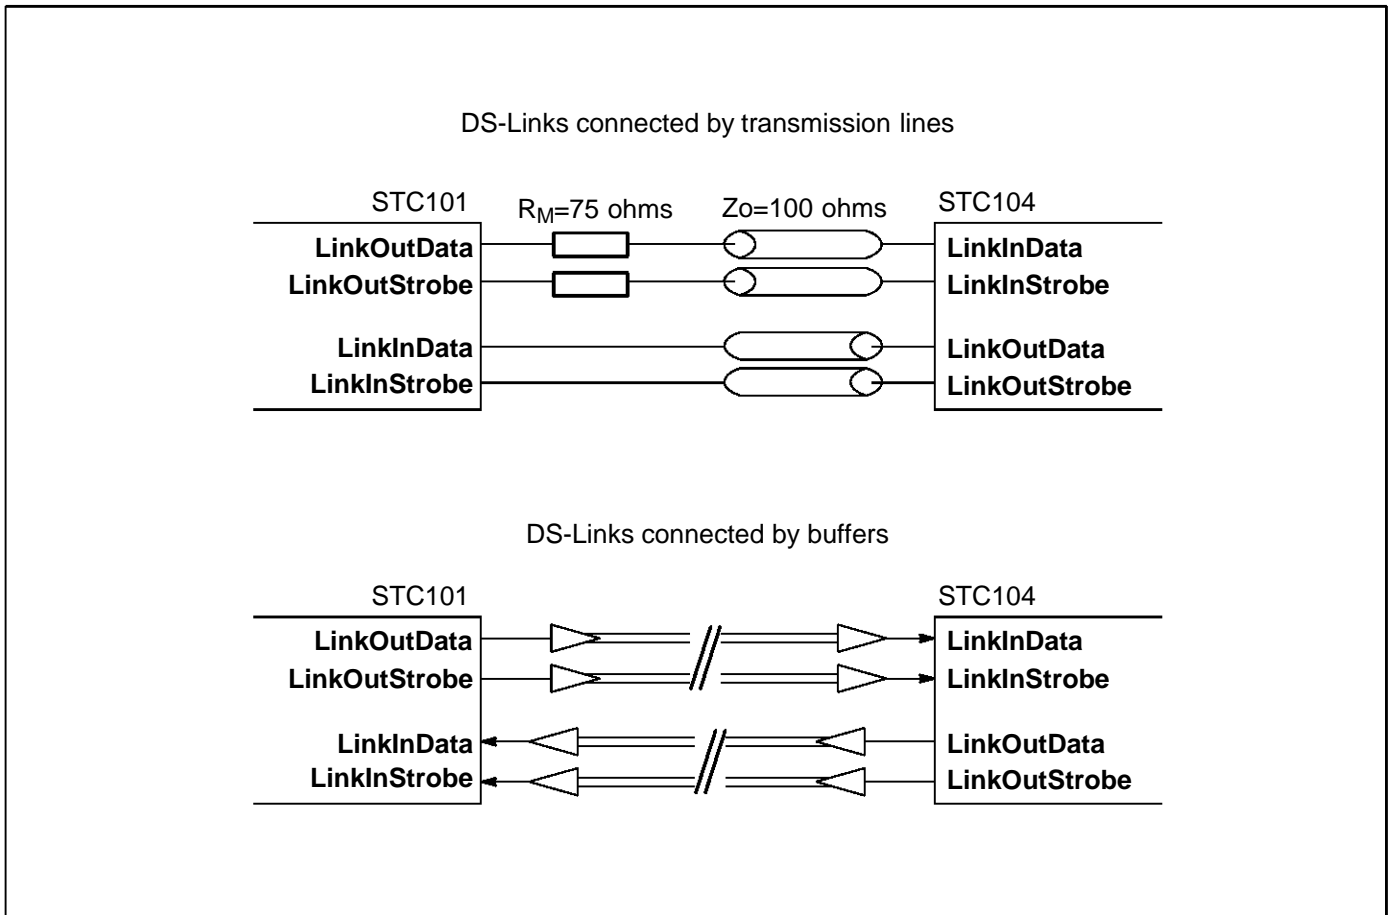 DS-Links connected by transmission lines
STC101
RM=75 ohms
Zo=100 ohms
STC104
LinkOutData
LinkInData
LinkOutStrobe
LinkInStrobe
LinkInData
LinkOutData
LinkInStrobe
LinkOutStrobe
DS-Links connected by buffers
STC101
STC104
LinkOutData
LinkInData
LinkOutStrobe
LinkInStrobe
LinkInData
LinkOutData
LinkInStrobe
LinkOutStrobe